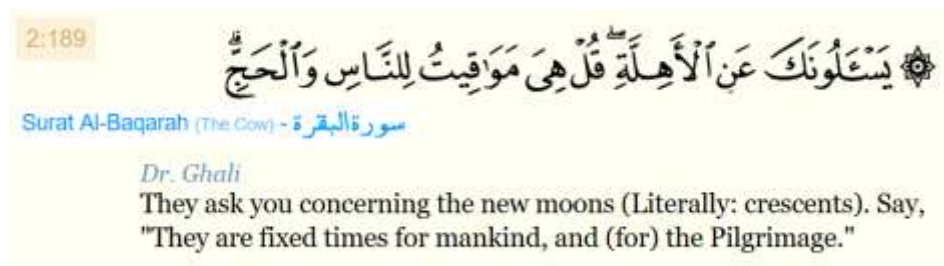 2:189
۞ يَسْـَٔلُونَكَ عَنِ ٱلْأَهِلَّةِ ۖ قُلْ هِىَ مَوَٰقِيتُ لِلنَّاسِ وَٱلْحَجِّ ۗ
Surat Al-Baqarah (The Cow) - سورة البقرة
Dr. Ghali
They ask you concerning the new moons (Literally: crescents). Say,
"They are fixed times for mankind, and (for) the Pilgrimage."